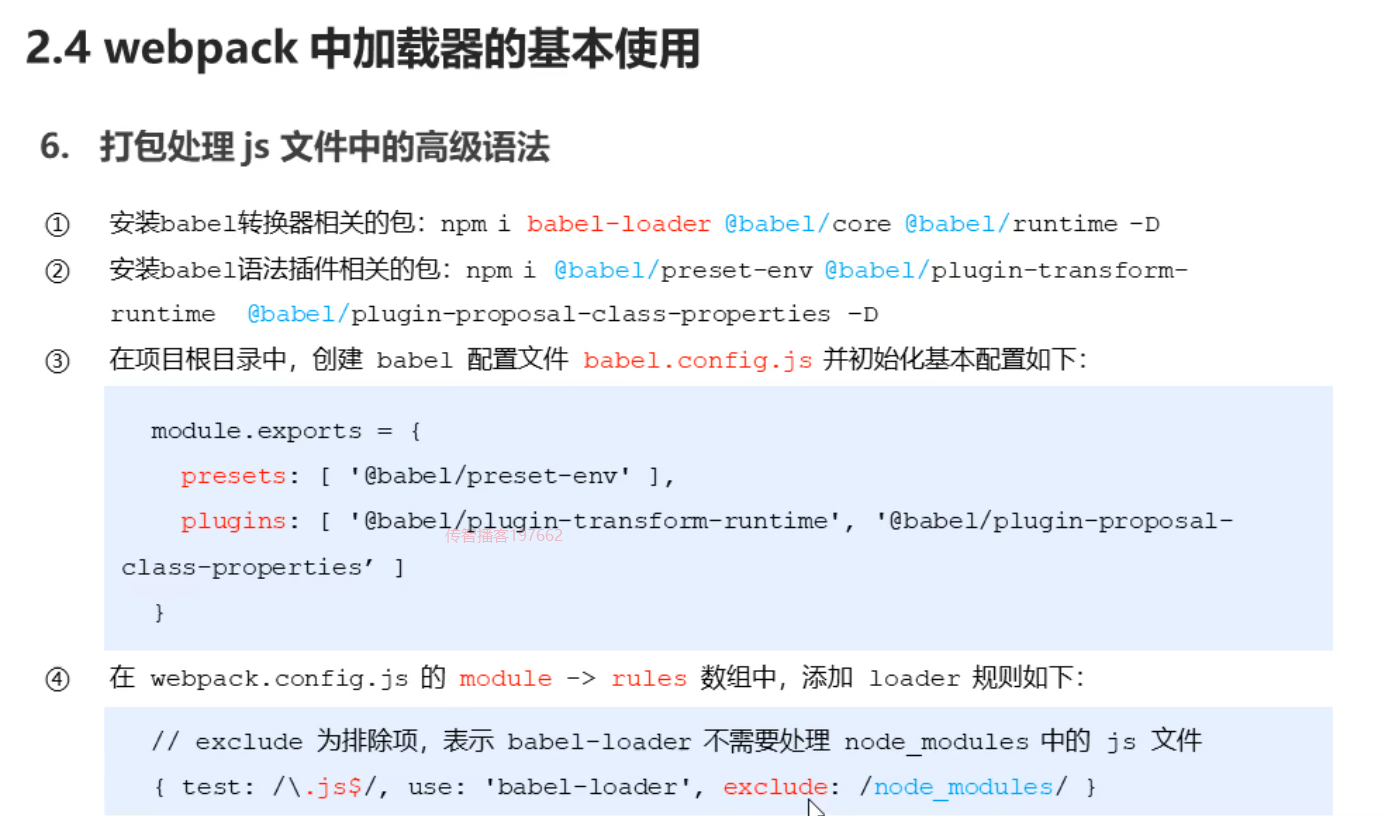 2.4 webpack 中加载器的基本使用
6. 打包处理 js 文件中的高级语法
① 安装babel转换器相关的包：npm i babel-loader @babel/core @babel/runtime -D
② 安装babel语法插件相关的包：npm i @babel/preset-env @babel/plugin-transform-
runtime @babel/plugin-proposal-class-properties -D
③ 在项目根目录中，创建 babel 配置文件 babel.config.js 并初始化基本配置如下：
module.exports = {
presets: [ '@babel/preset-env' ],
plugins: [ '@babel/plugin-transform-runtime', '@babel/plugin-proposal-
传智播客197662
class-properties’ ]
}
④ 在 webpack.config.js 的 module -> rules 数组中，添加 loader 规则如下：
// exclude 为排除项，表示 babel-loader 不需要处理 node_modules 中的 js 文件
{ test: /\.js$/, use: 'babel-loader', exclude: /node_modules/ }